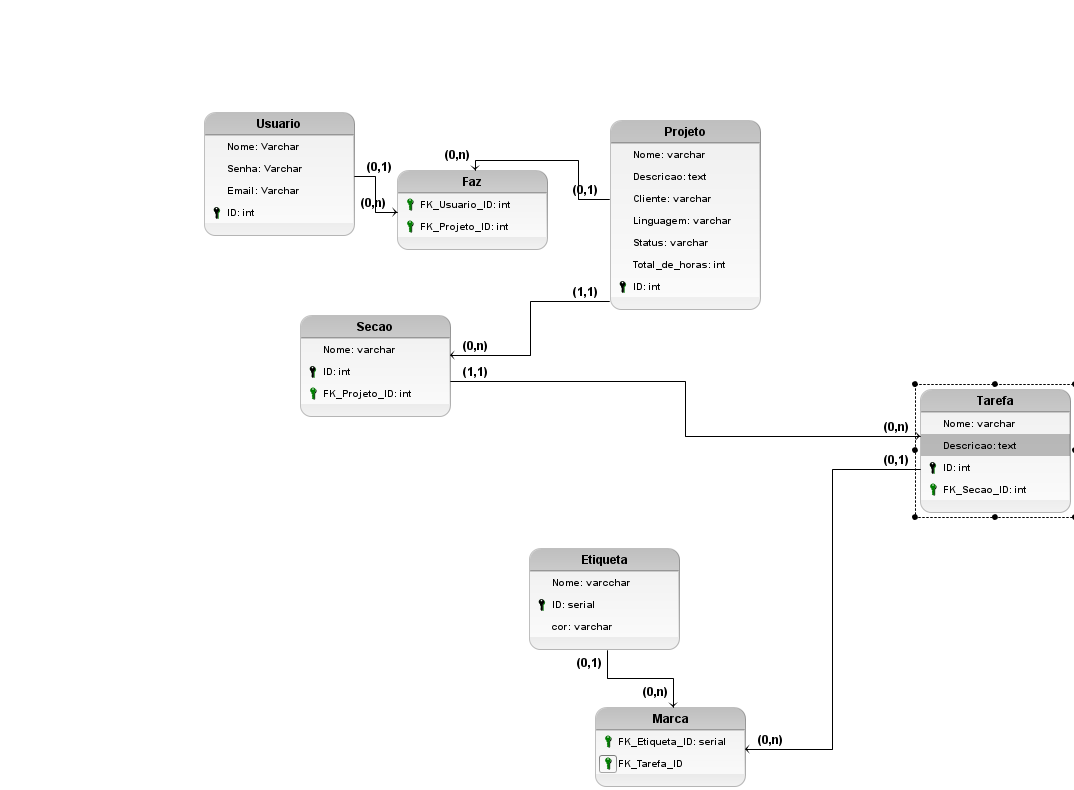 Usuario
Nome: Varchar
Senha: Varchar
Email: Varchar
ID: int
(0,1)
(0,n)
(0,n)
Faz
FK_Usuario_ID: int
FK_Projeto_ID: int
(0,1)
Projeto
Nome: varchar
Descricao: text
Cliente: varchar
Linguagem: varchar
Status: varchar
Total_de_horas: int
ID: int
(1,1)
Secao
Nome: varchar
ID: int
FK_Projeto_ID: int
(0,n)
(1,1)
Tarefa
Nome: varchar
Descricao: text
ID: int
FK_Secao_ID: int
(0,n)
(0,1)
Etiqueta
Nome: varcchar
ID: serial
cor: varchar
(0,1)
(0,n)
Marca
FK_Etiqueta_ID: serial
FK_Tarefa_ID
(0,n)